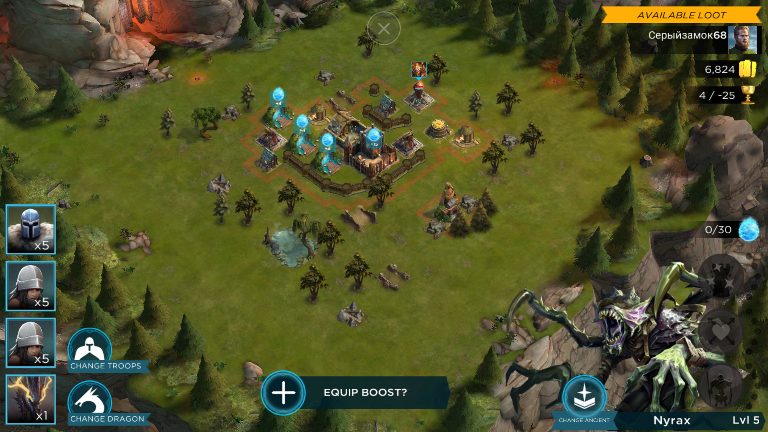 AVAILABLE LOOT
Серыйзамок68
6,824
4 / -25
0/30
x5
x5
x5
x1
CHANGE TROOPS
CHANGE DRAGON
EQUIP BOOST?
CHANGE ANCIENT
Nyrax
Lvl 5